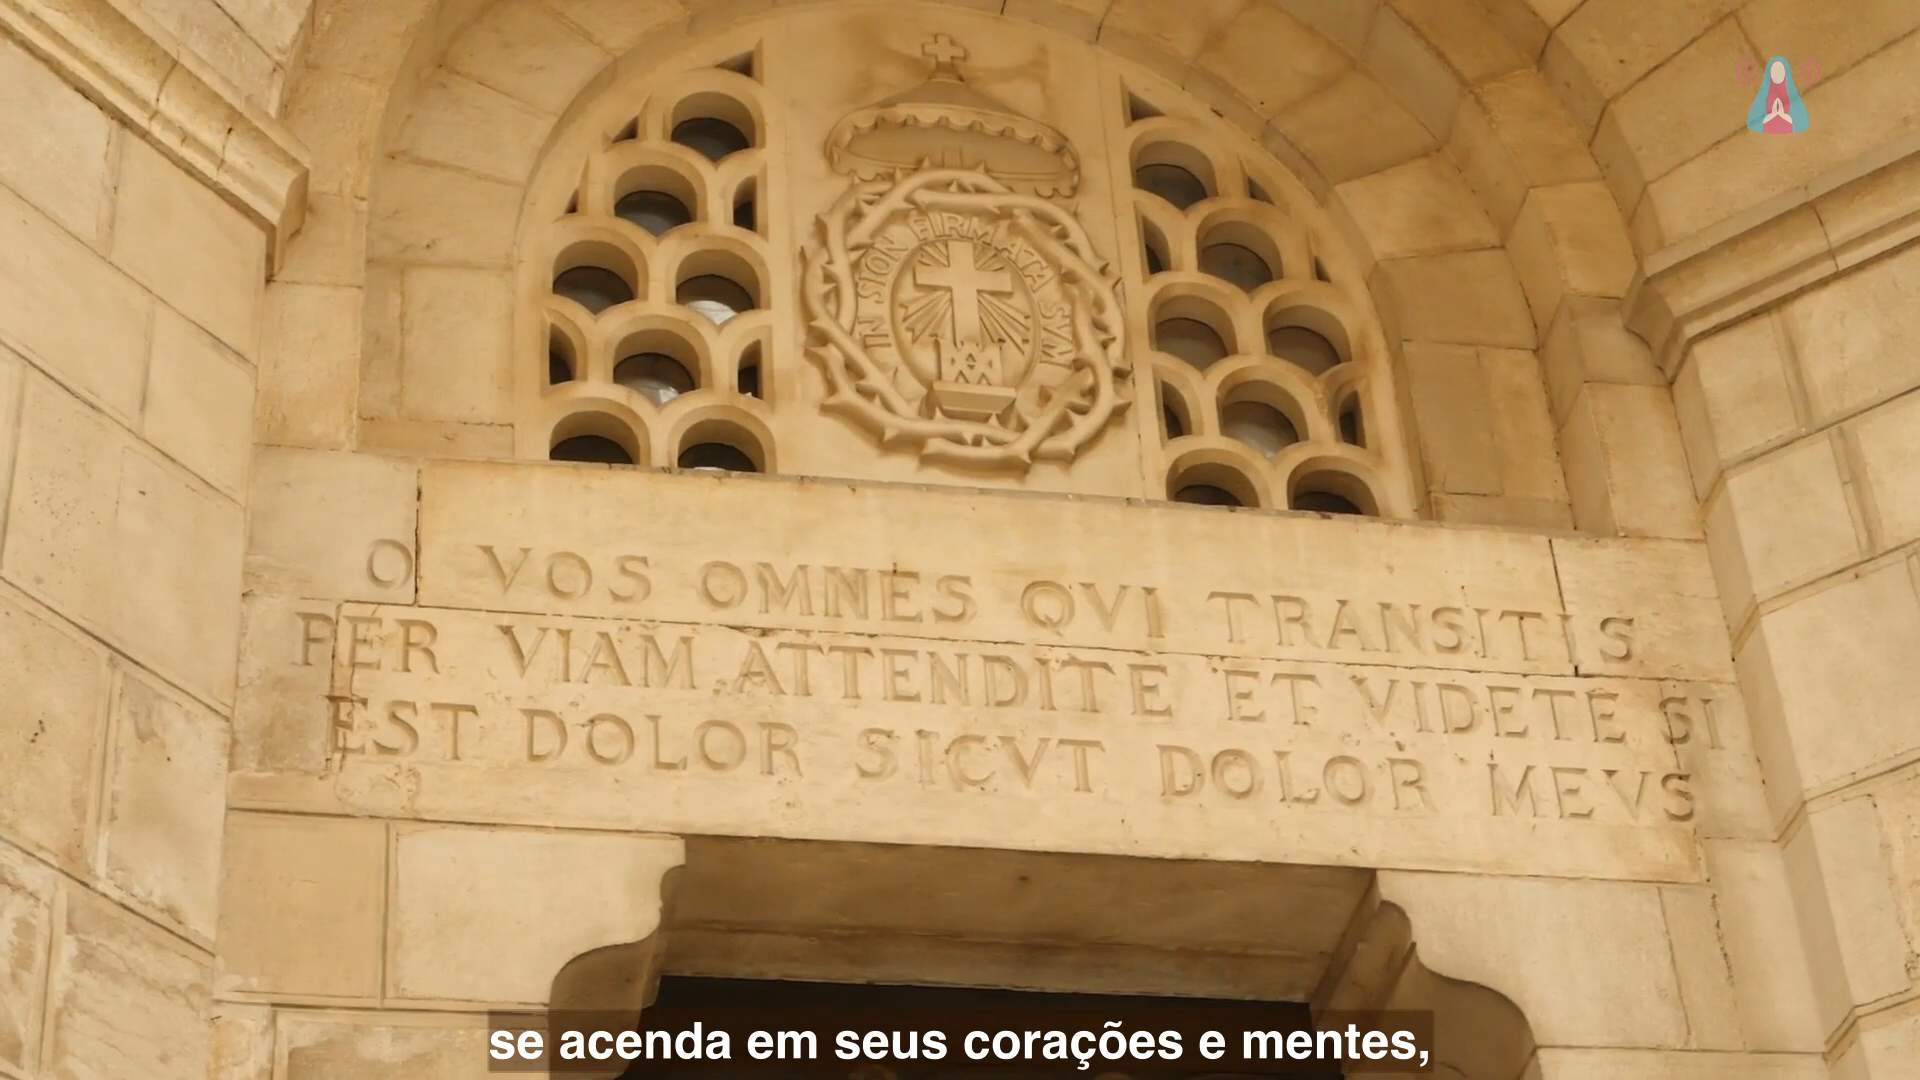 IN SION FIRMATA SVM
O VOS OMNES QVI TRANSITIS
PER VIAM ATTENDITE ET VIDETE SI
EST DOLOR SICVT DOLOR MEVS
se acenda em seus corações e mentes,